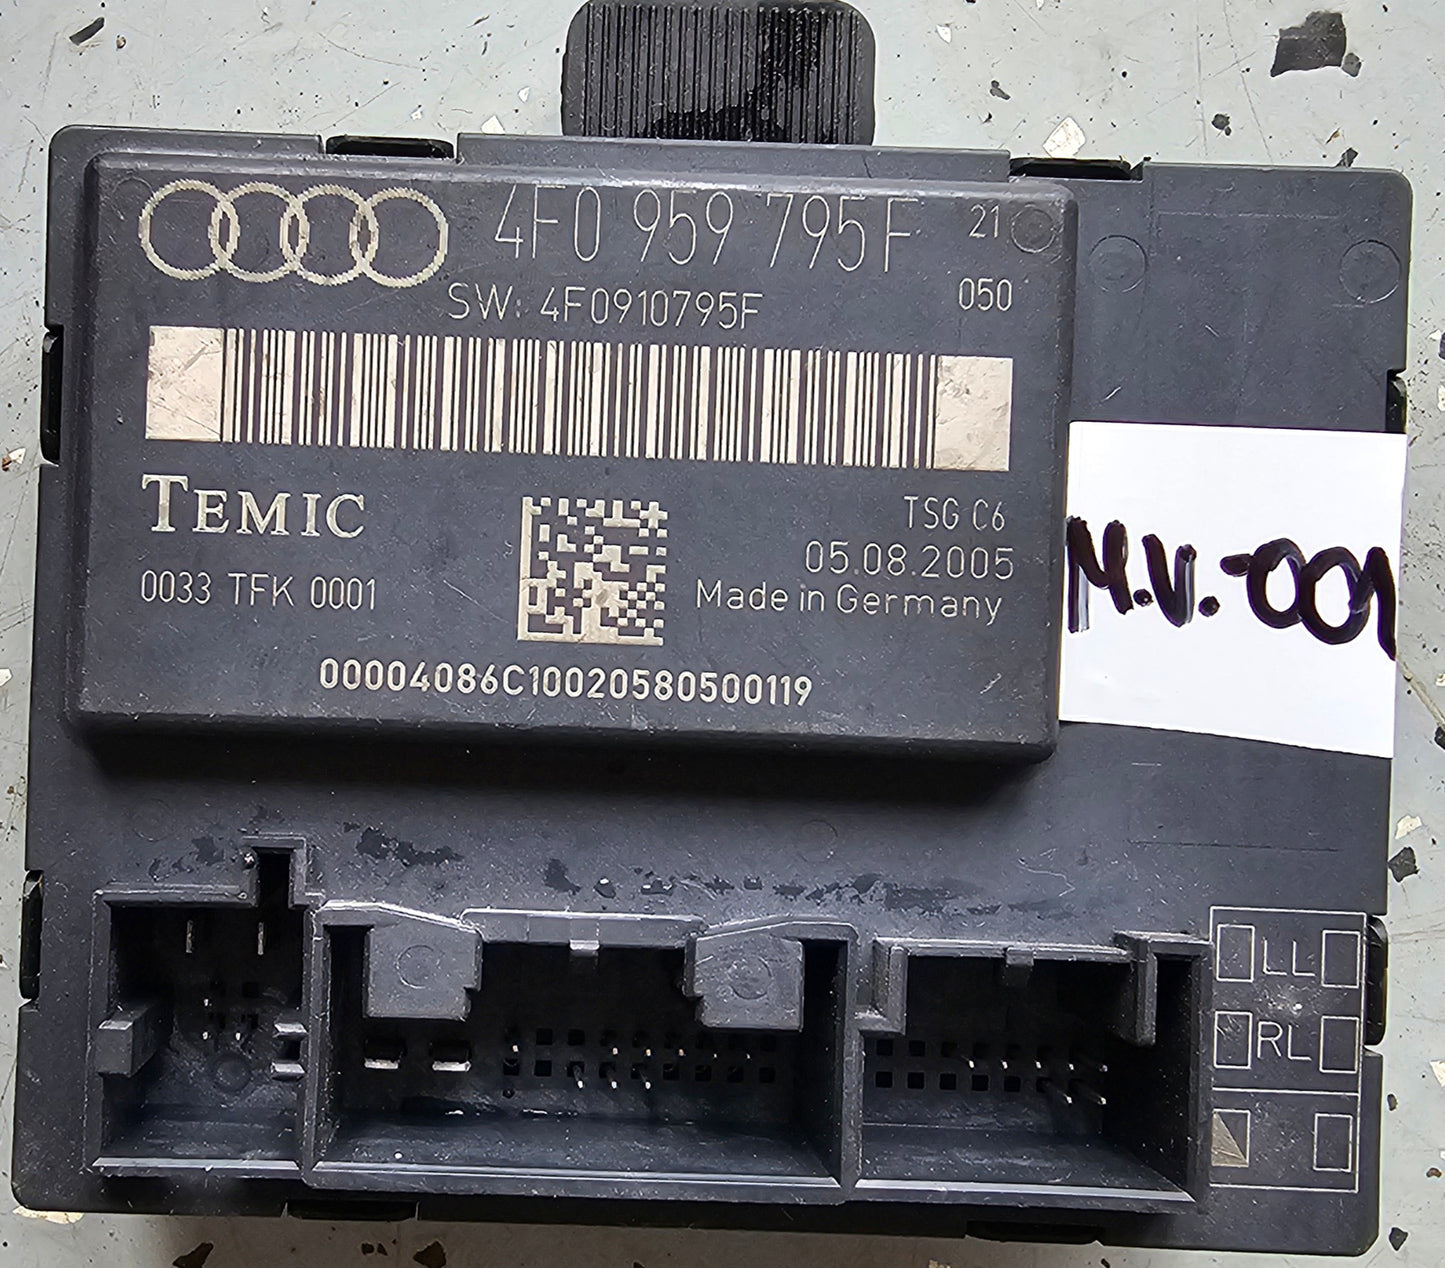 4F0 959 795F 21
SW: 4F0910795F 050
TEMIC
TSG C6
05.08.2005
0033 TFK 0001
Made in Germany
00004086C10020580500119
M.V.-001
LL
RL